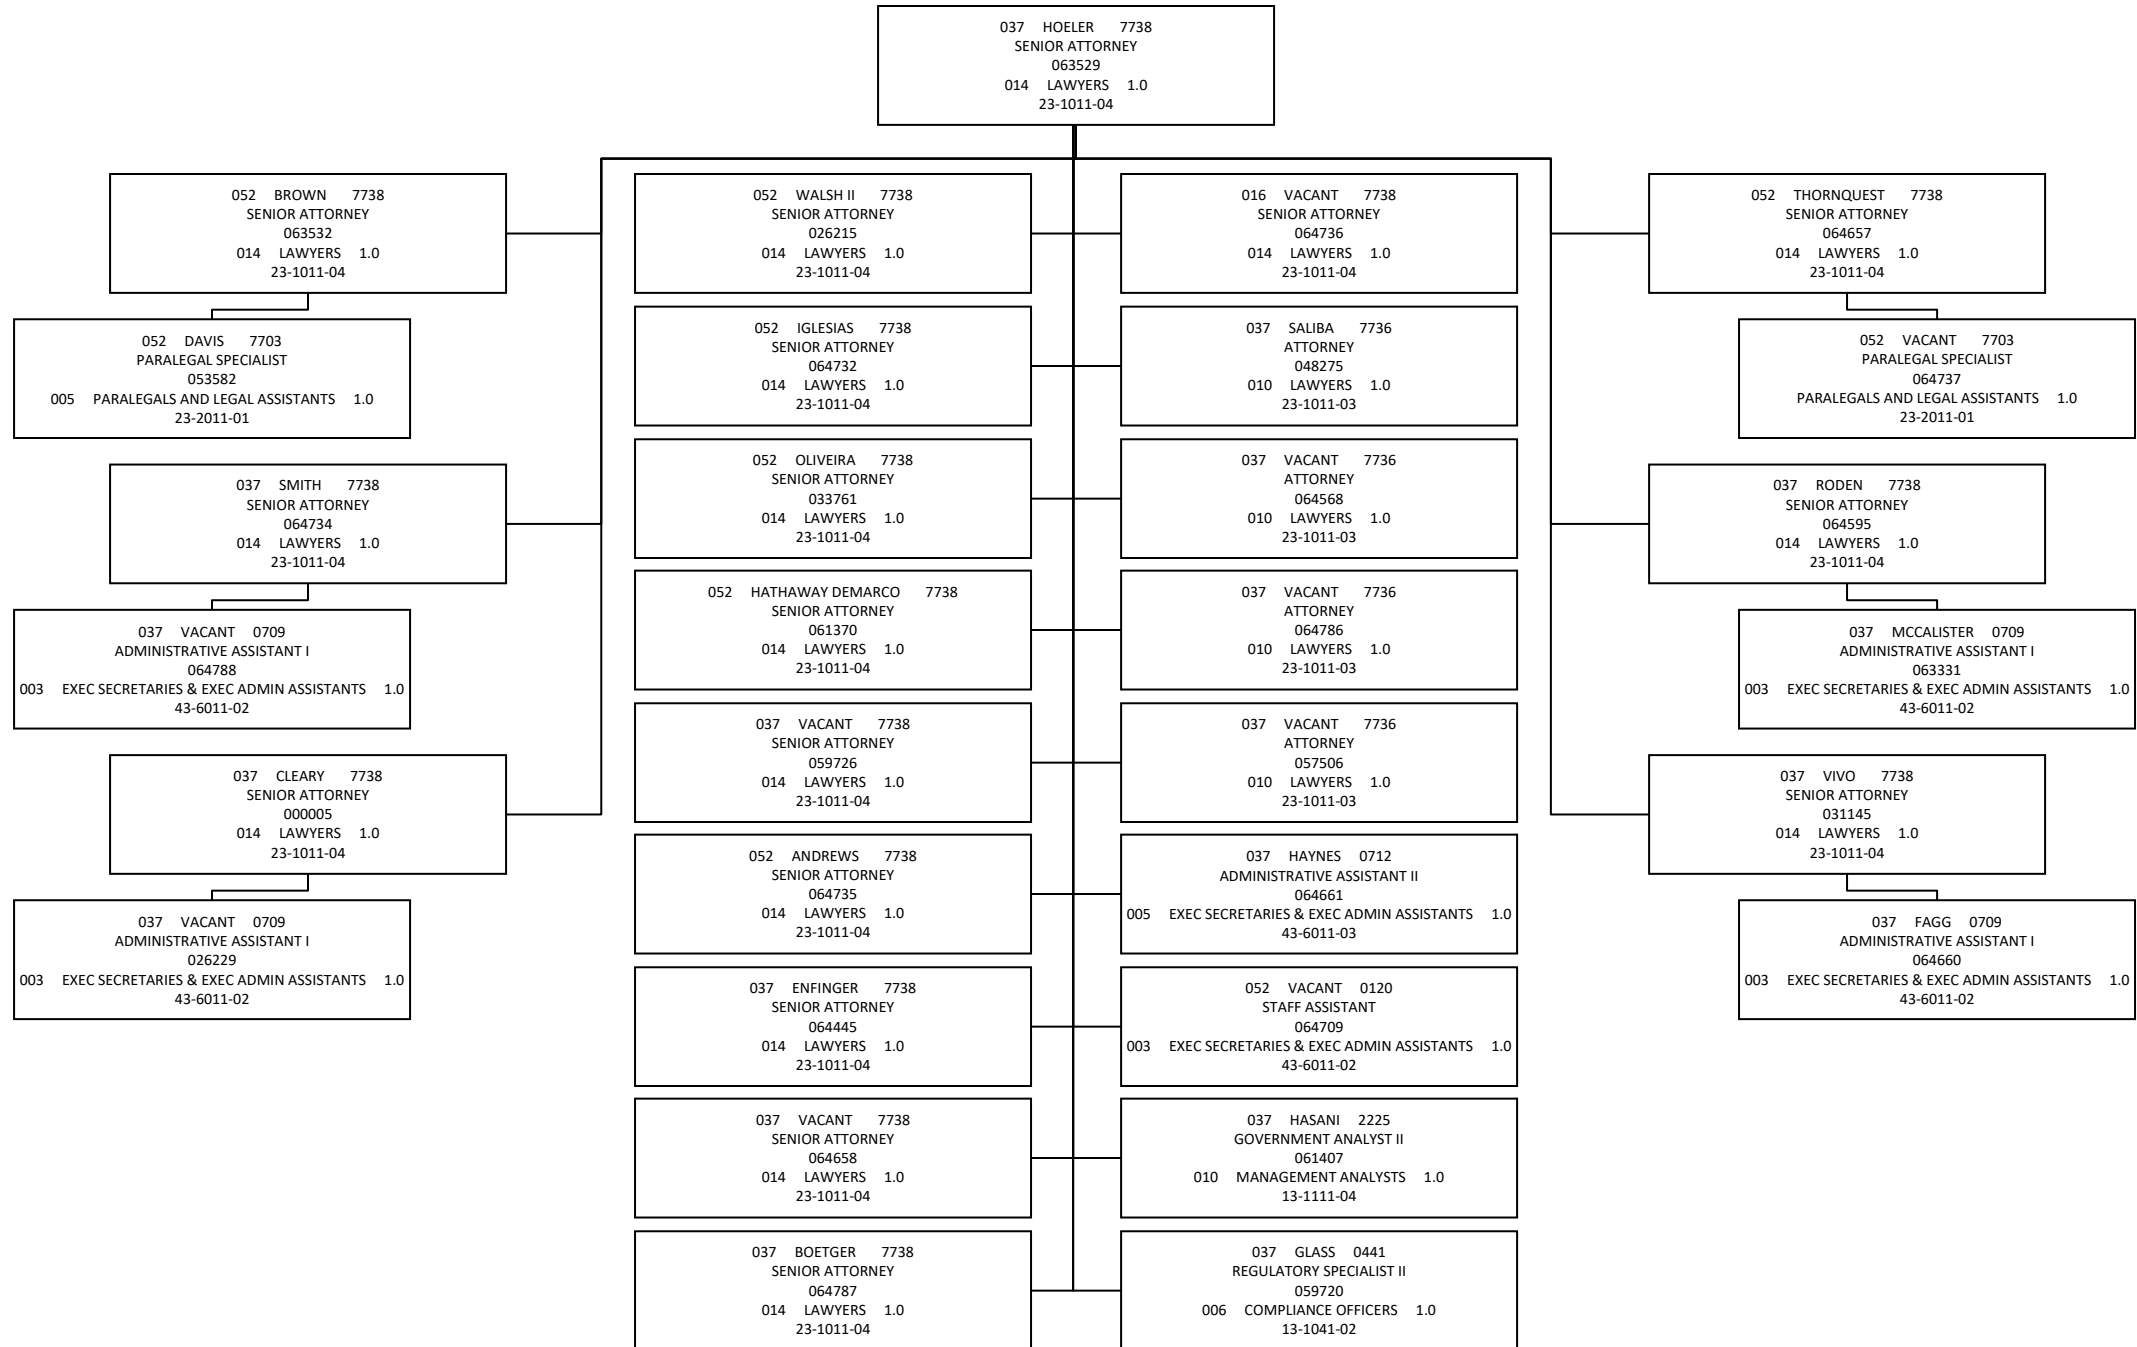 037 HOELER 7738
SENIOR ATTORNEY
063529
014 LAWYERS 1.0
23-1011-04
052 BROWN 7738
SENIOR ATTORNEY
063532
014 LAWYERS 1.0
23-1011-04
052 DAVIS 7703
PARALEGAL SPECIALIST
053582
005 PARALEGALS AND LEGAL ASSISTANTS 1.0
23-2011-01
037 SMITH 7738
SENIOR ATTORNEY
064734
014 LAWYERS 1.0
23-1011-04
037 VACANT 0709
ADMINISTRATIVE ASSISTANT I
064788
003 EXEC SECRETARIES & EXEC ADMIN ASSISTANTS 1.0
43-6011-02
037 CLEARY 7738
SENIOR ATTORNEY
000005
014 LAWYERS 1.0
23-1011-04
037 VACANT 0709
ADMINISTRATIVE ASSISTANT I
026229
003 EXEC SECRETARIES & EXEC ADMIN ASSISTANTS 1.0
43-6011-02
052 WALSH II 7738
SENIOR ATTORNEY
026215
014 LAWYERS 1.0
23-1011-04
052 IGLESIAS 7738
SENIOR ATTORNEY
064732
014 LAWYERS 1.0
23-1011-04
052 OLIVEIRA 7738
SENIOR ATTORNEY
033761
014 LAWYERS 1.0
23-1011-04
052 HATHAWAY DEMARCO 7738
SENIOR ATTORNEY
061370
014 LAWYERS 1.0
23-1011-04
037 VACANT 7738
SENIOR ATTORNEY
059726
014 LAWYERS 1.0
23-1011-04
052 ANDREWS 7738
SENIOR ATTORNEY
064735
014 LAWYERS 1.0
23-1011-04
037 ENFINGER 7738
SENIOR ATTORNEY
064445
014 LAWYERS 1.0
23-1011-04
037 VACANT 7738
SENIOR ATTORNEY
064658
014 LAWYERS 1.0
23-1011-04
037 BOETGER 7738
SENIOR ATTORNEY
064787
014 LAWYERS 1.0
23-1011-04
016 VACANT 7738
SENIOR ATTORNEY
064736
014 LAWYERS 1.0
23-1011-04
037 SALIBA 7736
ATTORNEY
048275
010 LAWYERS 1.0
23-1011-03
037 VACANT 7736
ATTORNEY
064568
010 LAWYERS 1.0
23-1011-03
037 VACANT 7736
ATTORNEY
064786
010 LAWYERS 1.0
23-1011-03
037 VACANT 7736
ATTORNEY
057506
010 LAWYERS 1.0
23-1011-03
037 HAYNES 0712
ADMINISTRATIVE ASSISTANT II
064661
005 EXEC SECRETARIES & EXEC ADMIN ASSISTANTS 1.0
43-6011-03
052 VACANT 0120
STAFF ASSISTANT
064709
003 EXEC SECRETARIES & EXEC ADMIN ASSISTANTS 1.0
43-6011-02
037 HASANI 2225
GOVERNMENT ANALYST II
061407
010 MANAGEMENT ANALYSTS 1.0
13-1111-04
037 GLASS 0441
REGULATORY SPECIALIST II
059720
006 COMPLIANCE OFFICERS 1.0
13-1041-02
052 THORNQUEST 7738
SENIOR ATTORNEY
064657
014 LAWYERS 1.0
23-1011-04
052 VACANT 7703
PARALEGAL SPECIALIST
064737
PARALEGALS AND LEGAL ASSISTANTS 1.0
23-2011-01
037 RODEN 7738
SENIOR ATTORNEY
064595
014 LAWYERS 1.0
23-1011-04
037 MCCALISTER 0709
ADMINISTRATIVE ASSISTANT I
063331
003 EXEC SECRETARIES & EXEC ADMIN ASSISTANTS 1.0
43-6011-02
037 VIVO 7738
SENIOR ATTORNEY
031145
014 LAWYERS 1.0
23-1011-04
037 FAGG 0709
ADMINISTRATIVE ASSISTANT I
064660
003 EXEC SECRETARIES & EXEC ADMIN ASSISTANTS 1.0
43-6011-02